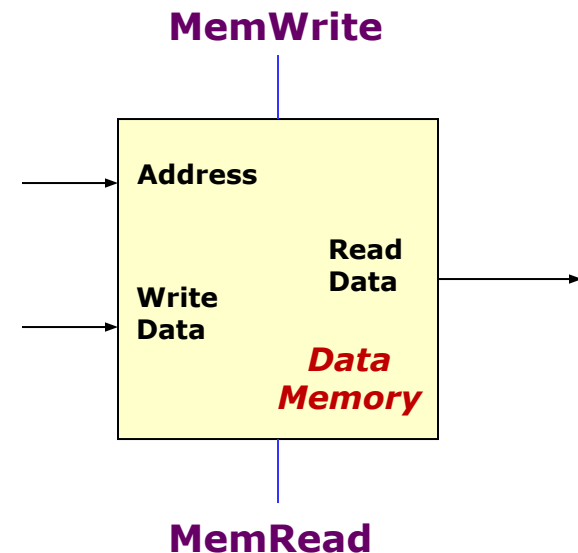 MemWrite
Address
Read
Data
Write
Data
Data
Memory
MemRead